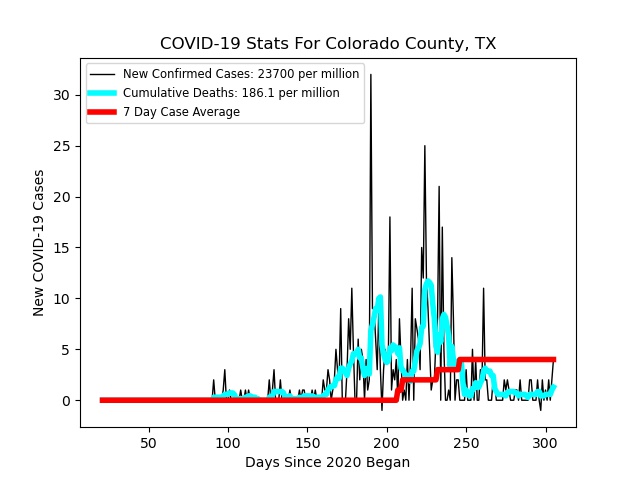 COVID-19 Stats For Colorado County, TX
New Confirmed Cases: 23700 per million
Cumulative Deaths: 186.1 per million
7 Day Case Average
30
25
20
15
10
5
0
New COVID-19 Cases
50 100 150 200 250 300
Days Since 2020 Began